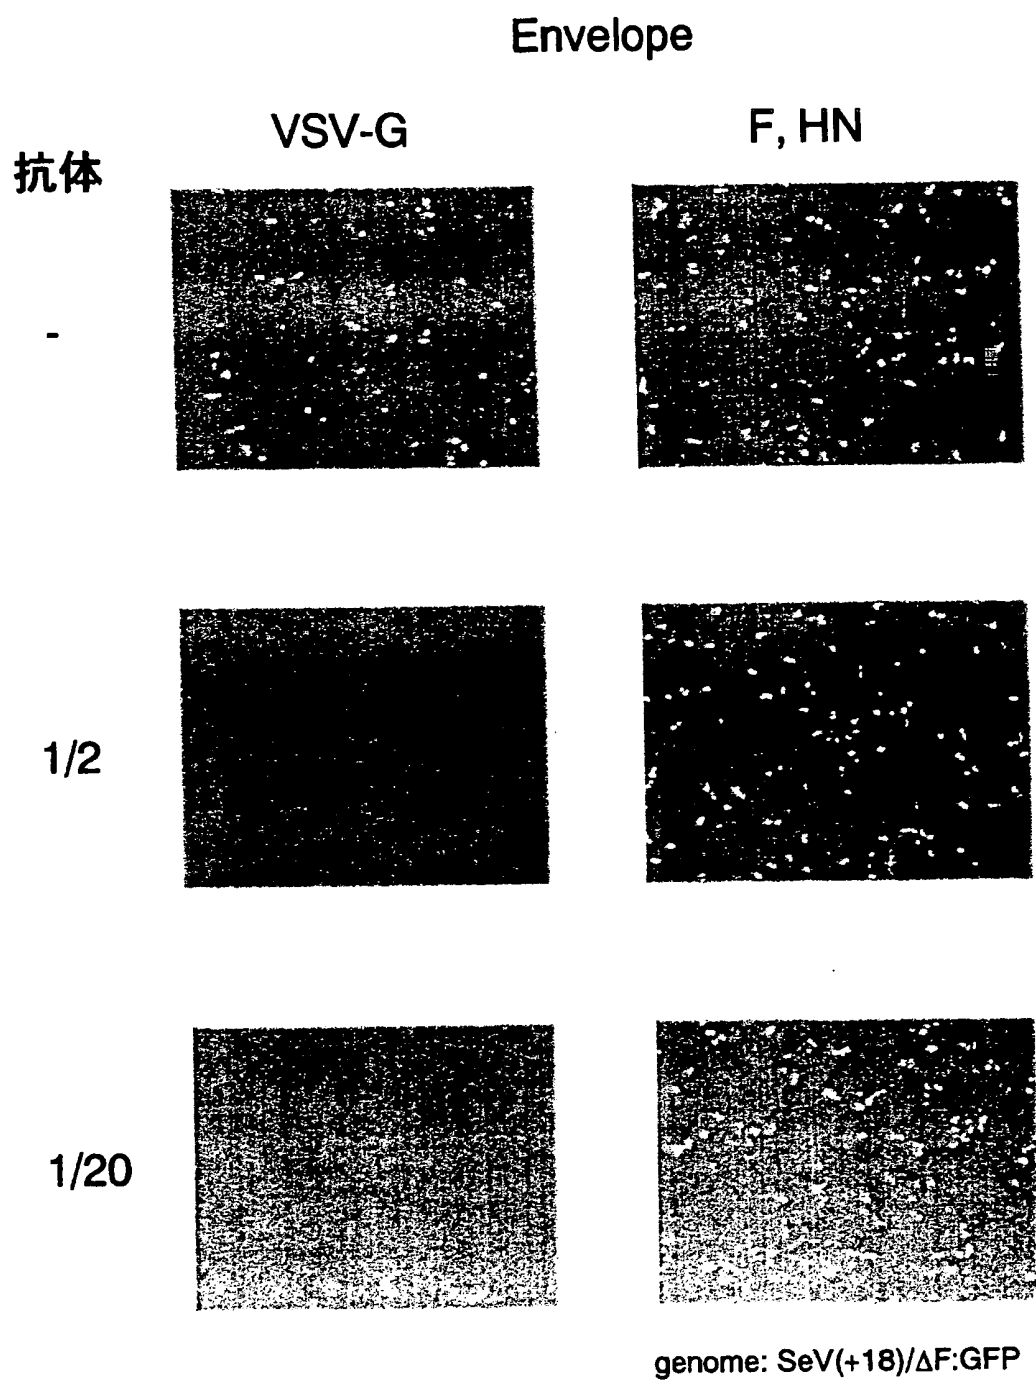 Envelope
VSV-G
F, HN
抗体
-
1/2
1/20
genome: SeV(+18)/ΔF:GFP